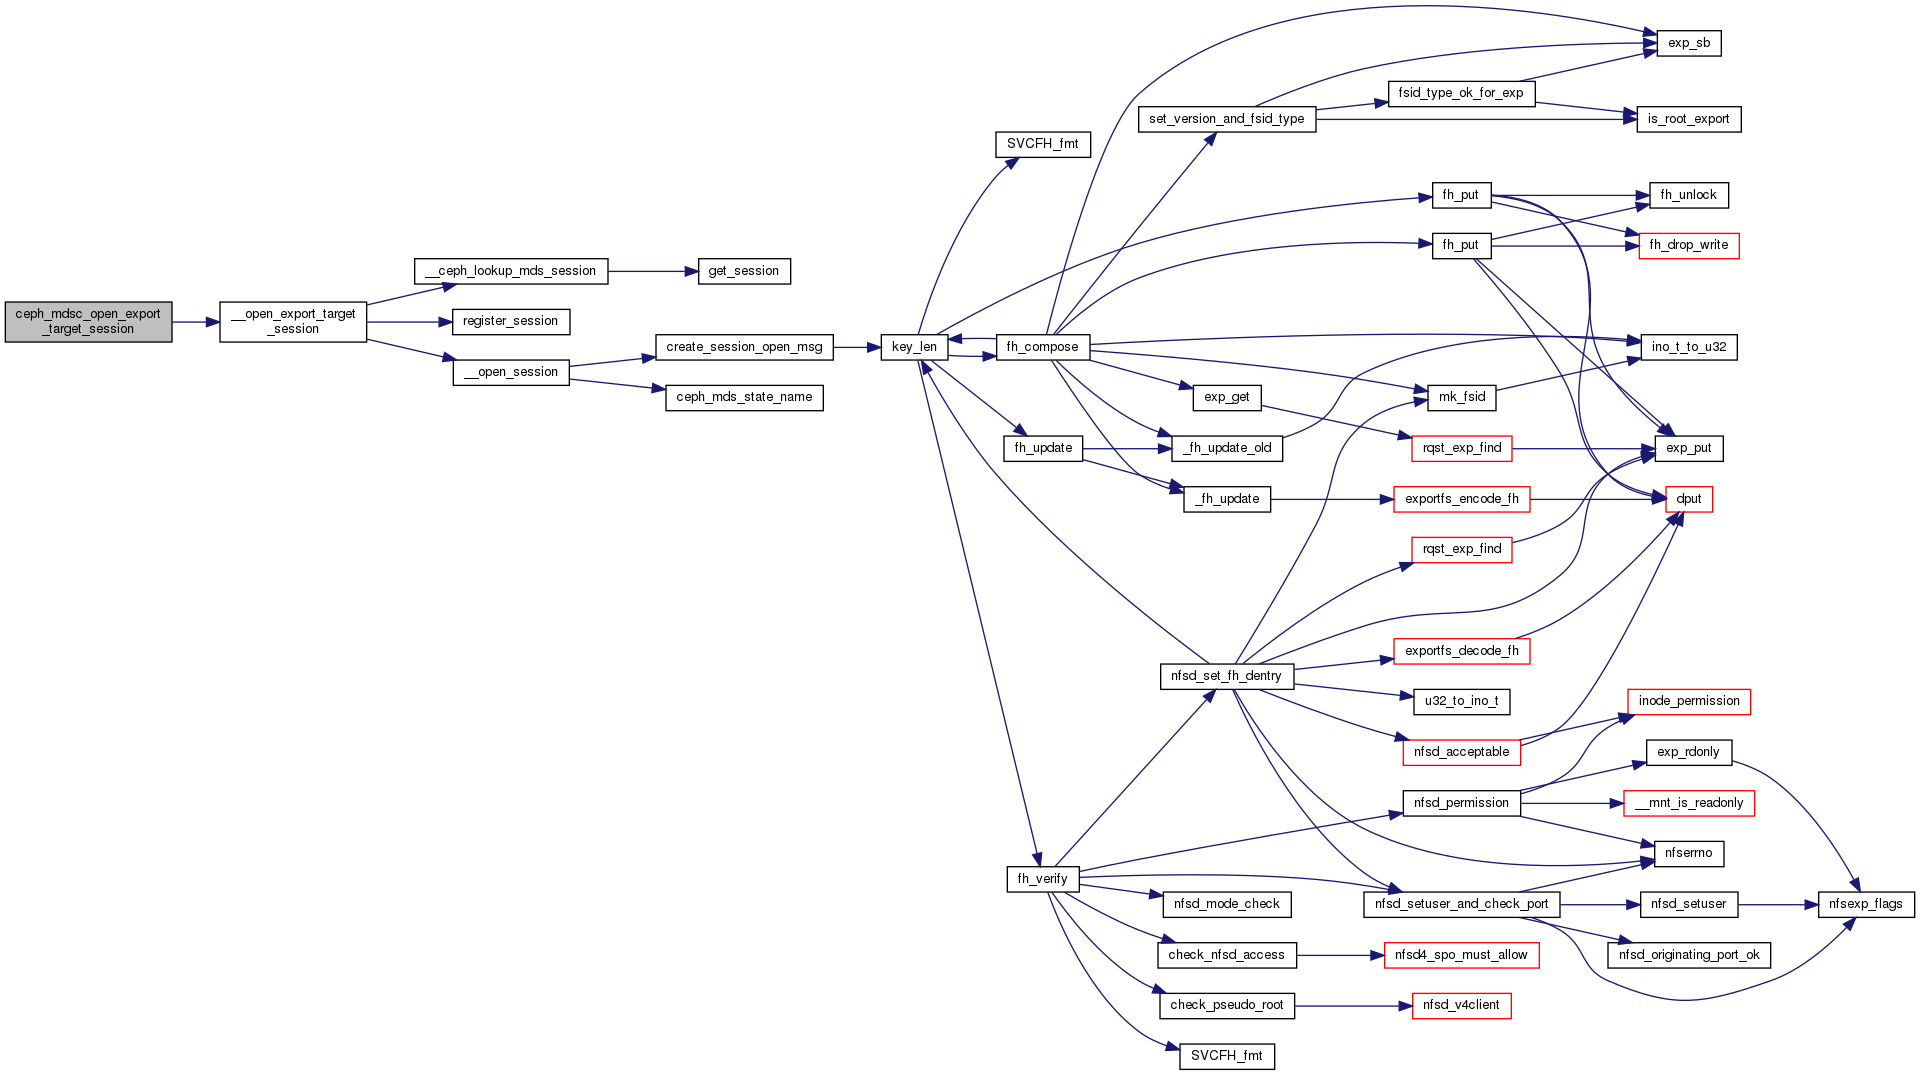 ceph_mdsc_open_export
_target_session
__open_export_target
_session
__ceph_lookup_mds_session
get_session
register_session
__open_session
create_session_open_msg
ceph_mds_state_name
key_len
SVCFH_fmt
fh_compose
fh_update
fh_verify
set_version_and_fsid_type
fsid_type_ok_for_exp
exp_sb
is_root_export
fh_put
fh_unlock
fh_put
fh_drop_write
ino_t_to_u32
exp_get
mk_fsid
_fh_update_old
rqst_exp_find
exp_put
_fh_update
exportfs_encode_fh
dput
rqst_exp_find
exportfs_decode_fh
nfsd_set_fh_dentry
u32_to_ino_t
inode_permission
nfsd_acceptable
exp_rdonly
nfsd_permission
__mnt_is_readonly
nfserrno
nfsd_mode_check
nfsd_setuser_and_check_port
nfsd_setuser
nfsexp_flags
check_nfsd_access
nfsd4_spo_must_allow
nfsd_originating_port_ok
check_pseudo_root
nfsd_v4client
SVCFH_fmt